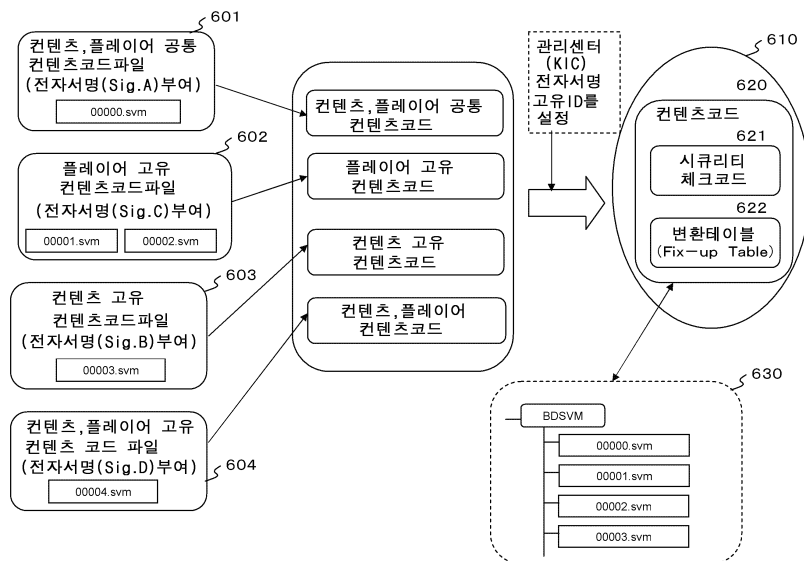 601
컨텐츠,플레이어 공통
컨텐츠코드파일
(전자서명(Sig.A)부여)
00000.svm
602
플레이어 고유
컨텐츠코드파일
(전자서명(Sig.C)부여)
00001.svm
00002.svm
603
컨텐츠 고유
컨텐츠코드파일
(전자서명(Sig.B)부여)
00003.svm
컨텐츠,플레이어 고유
컨텐츠 코드 파일
(전자서명(Sig.D)부여)
604
00004.svm
컨텐츠,플레이어 공통
컨텐츠코드
플레이어 고유
컨텐츠코드
컨텐츠 고유
컨텐츠코드
컨텐츠,플레이어
컨텐츠코드
관리센터
(KIC)
전자서명
고유ID를
설정
610
620
컨텐츠코드
621
시큐리티
체크코드
622
변환테이블
(Fix-up Table)
630
BDSVM
00000.svm
00001.svm
00002.svm
00003.svm